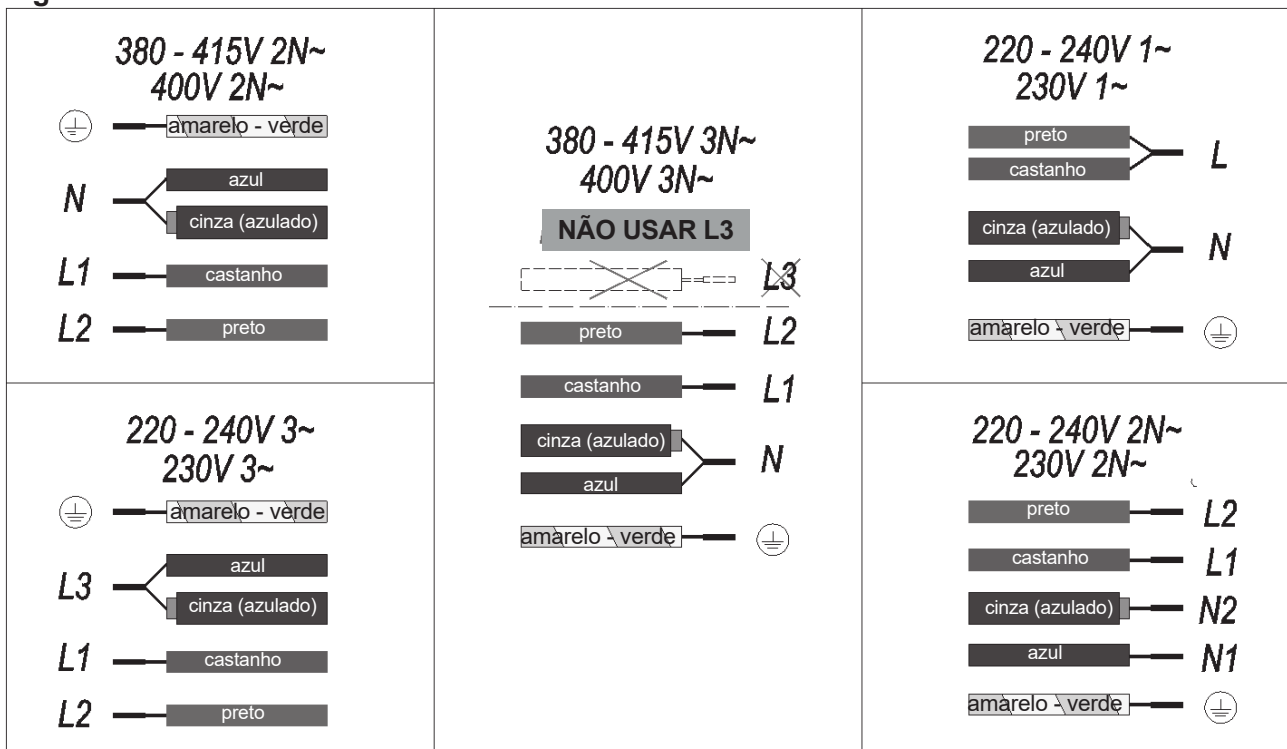 380 - 415V 2N~
400V 2N~
amarelo - verde
azul
N
cinza (azulado)
L1 castanho
L2 preto
220 - 240V 3~
230V 3~
amarelo - verde
azul
L3
cinza (azulado)
L1 castanho
L2 preto
380 - 415V 3N~
400V 3N~
NÃO USAR L3
L3
preto L2
castanho L1
cinza (azulado)
N
azul
amarelo - verde
220 - 240V 1~
230V 1~
preto
L
castanho
cinza (azulado)
N
azul
amarelo - verde
220 - 240V 2N~
230V 2N~
preto L2
castanho L1
cinza (azulado) N2
azul N1
amarelo - verde